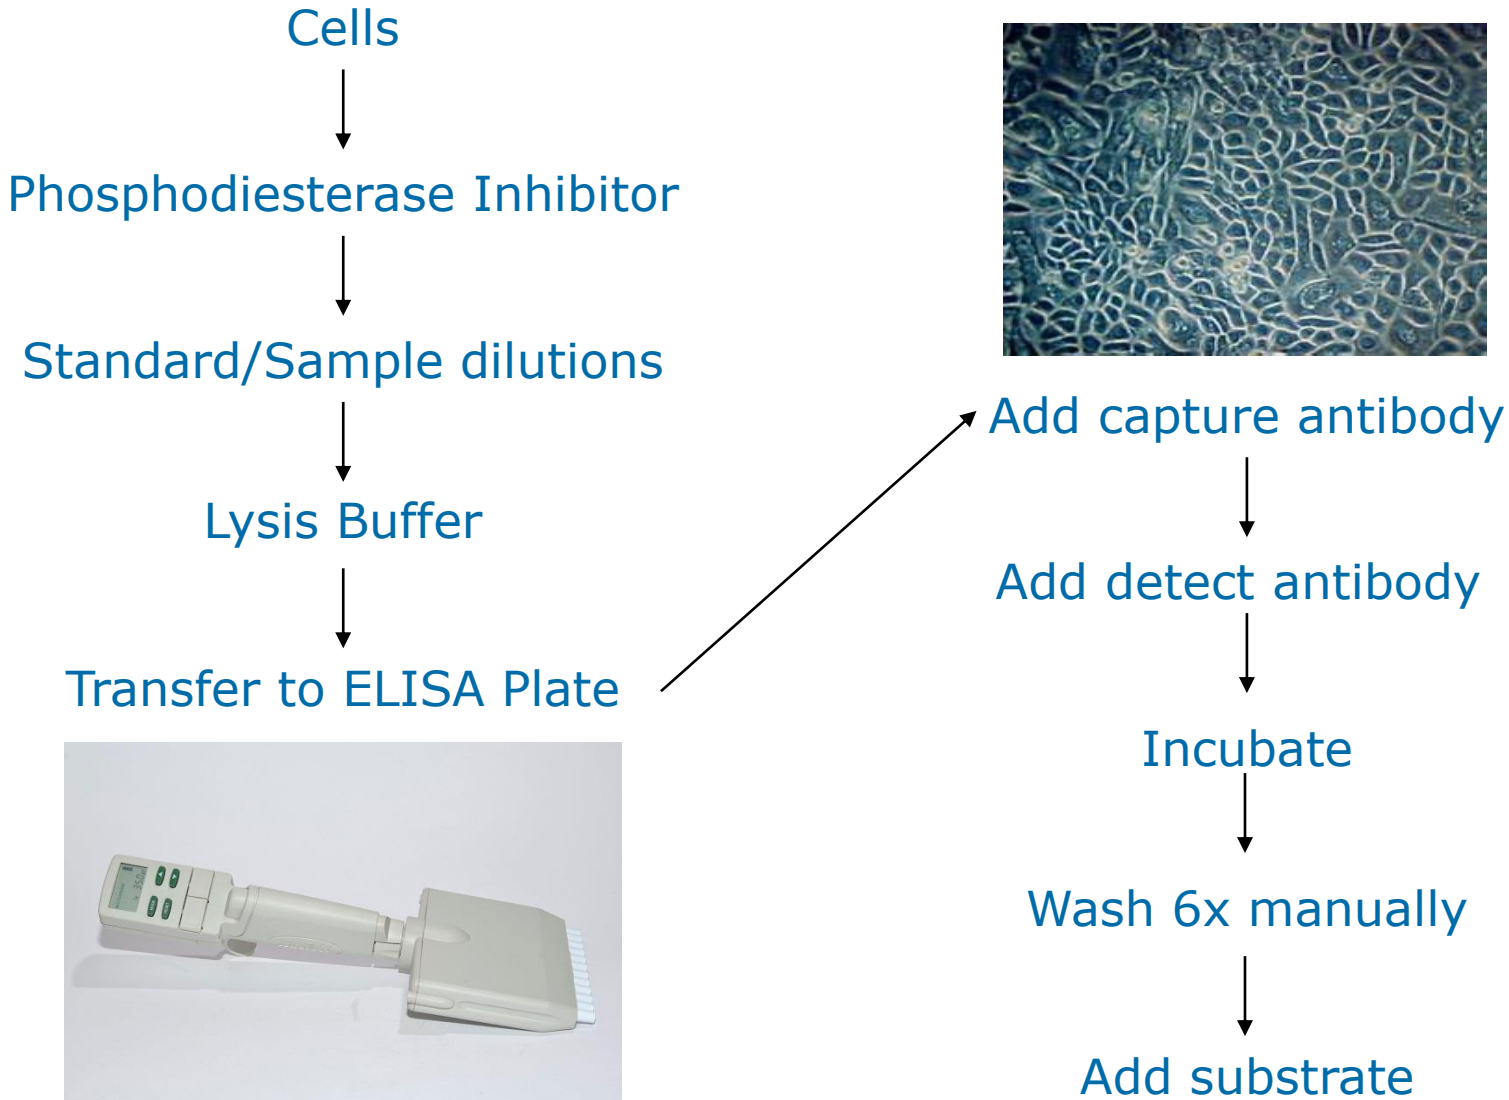 Cells
Phosphodiesterase Inhibitor
Standard/Sample dilutions
Lysis Buffer
Transfer to ELISA Plate
Add capture antibody
Add detect antibody
Incubate
Wash 6x manually
Add substrate